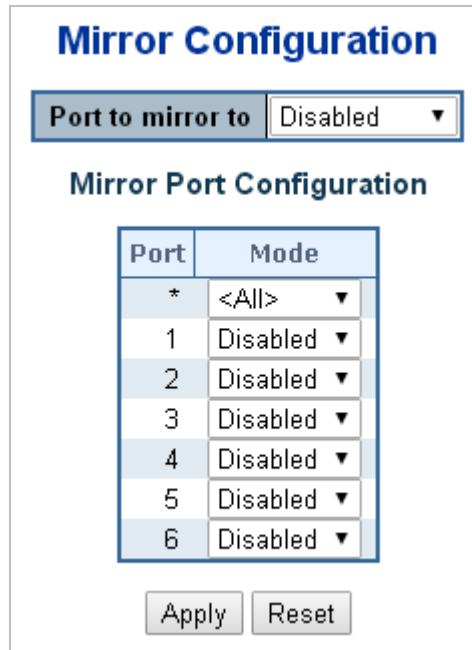 Mirror Configuration
Port to mirror to Disabled
Mirror Port Configuration
Port Mode
* <All>
1 Disabled
2 Disabled
3 Disabled
4 Disabled
5 Disabled
6 Disabled
Apply Reset